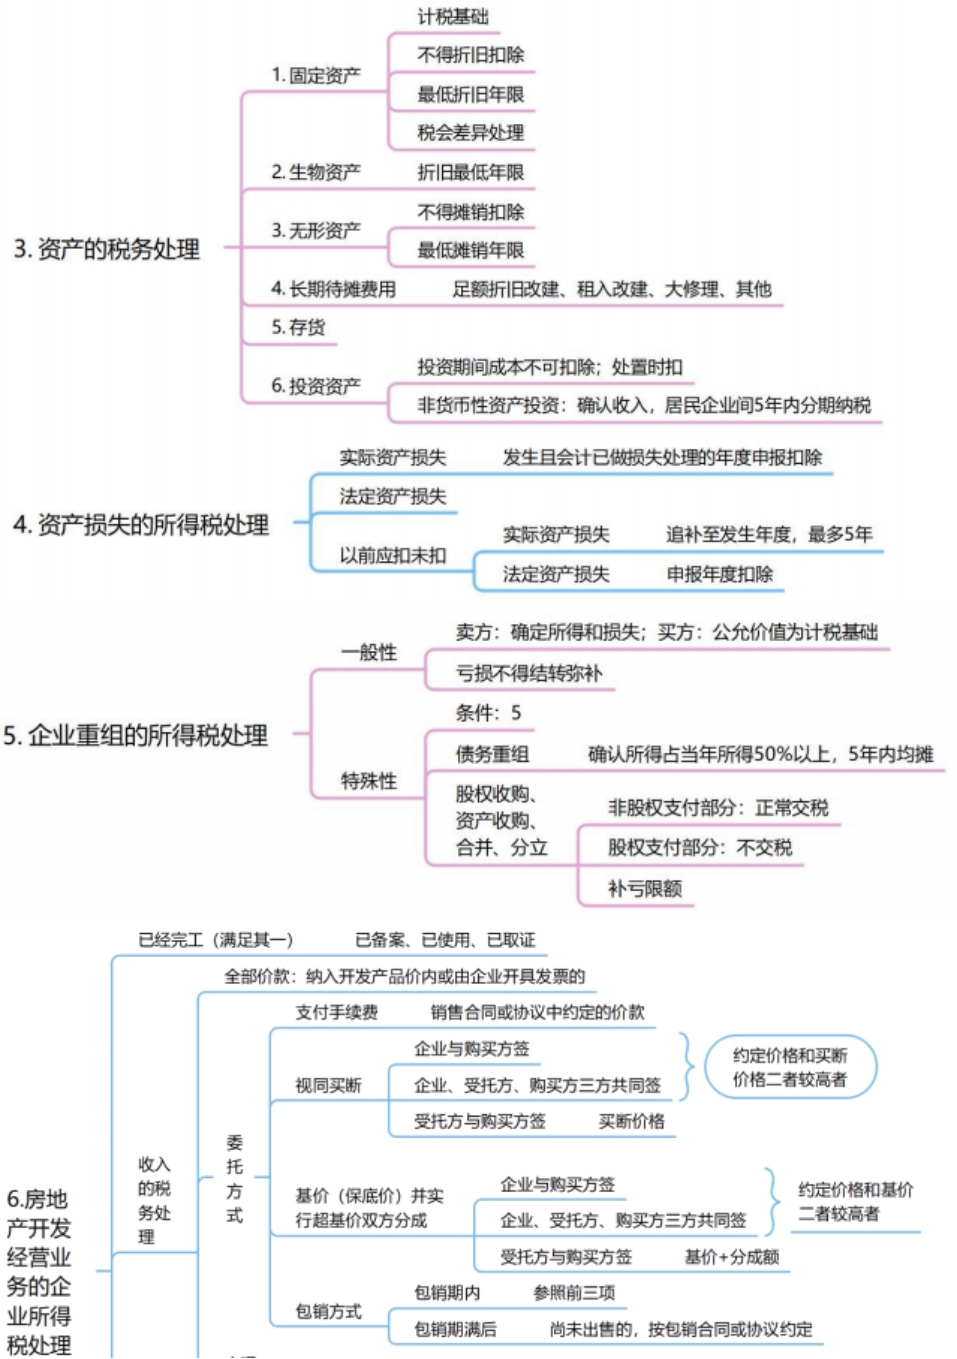 3. 资产的税务处理
1. 固定资产
计税基础
不得折旧扣除
最低折旧年限
税会差异处理
2. 生物资产
折旧最低年限
3. 无形资产
不得摊销扣除
最低摊销年限
4. 长期待摊费用
足额折旧改建、租入改建、大修理、其他
5. 存货
6. 投资资产
投资期间成本不可扣除；处置时扣
非货币性资产投资：确认收入，居民企业间5年内分期纳税
4. 资产损失的所得税处理
实际资产损失
发生且会计已做损失处理的年度申报扣除
法定资产损失
以前应扣未扣
实际资产损失
追补至发生年度，最多5年
法定资产损失
申报年度扣除
5. 企业重组的所得税处理
一般性
卖方：确定所得和损失；买方：公允价值为计税基础
亏损不得结转弥补
特殊性
条件：5
债务重组
确认所得占当年所得50%以上，5年内均摊
股权收购、
资产收购、
合并、分立
非股权支付部分：正常交税
股权支付部分：不交税
补亏限额
6.房地
产开发
经营业
务的企
业所得
税处理
已经完工（满足其一）
已备案、已使用、已取证
收入
的税
务处
理
全部价款：纳入开发产品价内或由企业开具发票的
委
托
方
式
支付手续费
销售合同或协议中约定的价款
视同买断
企业与购买方签
企业、受托方、购买方三方共同签
约定价格和买断
价格二者较高者
受托方与购买方签
买断价格
基价（保底价）并实
行超基价双方分成
企业与购买方签
企业、受托方、购买方三方共同签
约定价格和基价
二者较高者
受托方与购买方签
基价+分成额
包销方式
包销期内
参照前三项
包销期满后
尚未出售的，按包销合同或协议约定